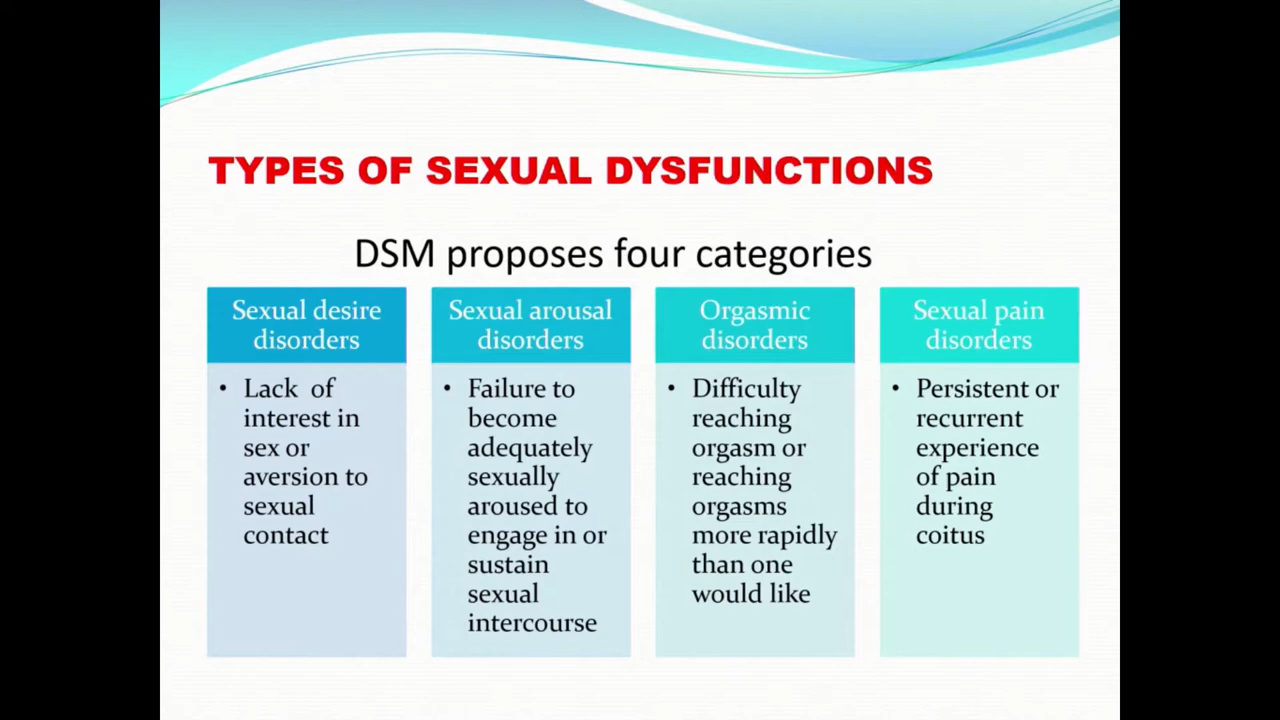 TYPES OF SEXUAL DYSFUNCTIONS
DSM proposes four categories
Sexual desire
disorders
• Lack of
interest in
sex or
aversion to
sexual
contact
Sexual arousal
disorders
• Failure to
become
adequately
sexually
aroused to
engage in or
sustain
sexual
intercourse
Orgasmic
disorders
• Difficulty
reaching
orgasm or
reaching
orgasms
more rapidly
than one
would like
Sexual pain
disorders
• Persistent or
recurrent
experience
of pain
during
coitus